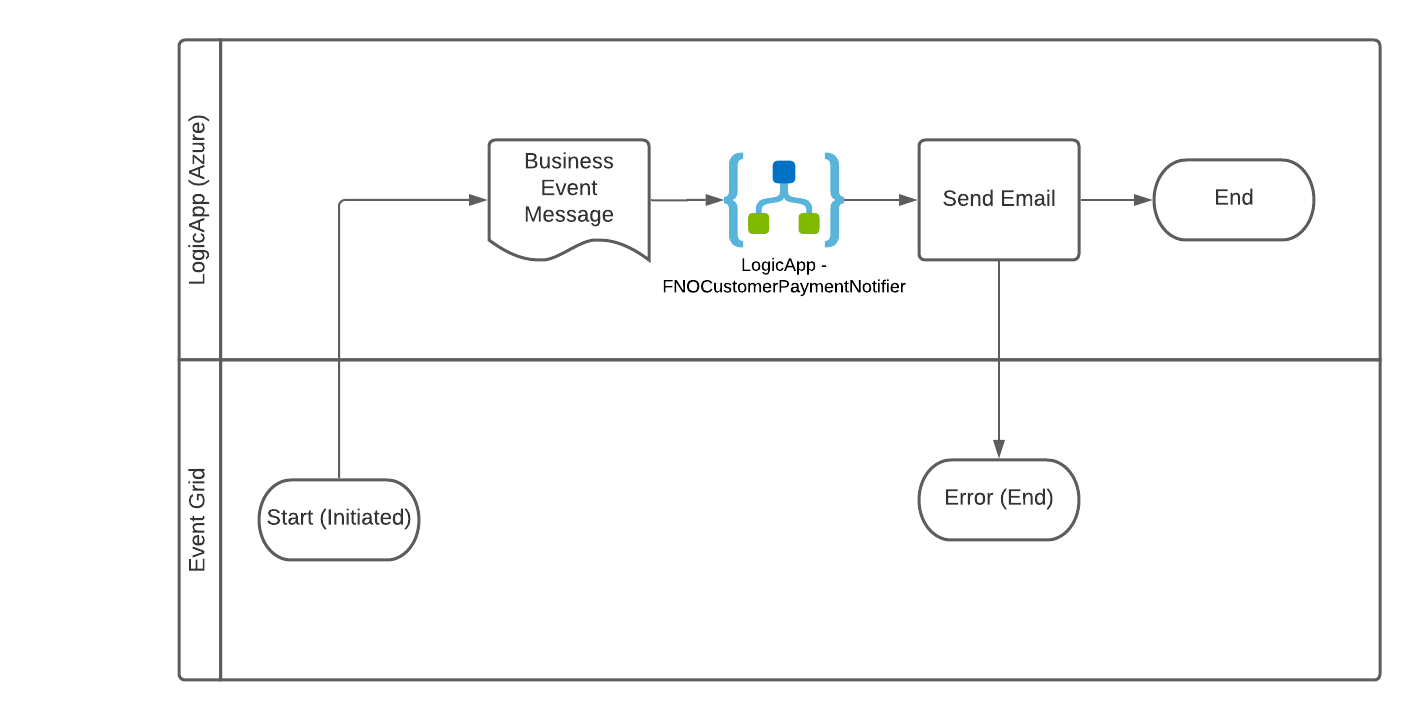 LogicApp (Azure)
Business
Event
Message
LogicApp -
FNOCustomerPaymentNotifier
Send Email
End
Event Grid
Start (Initiated)
Error (End)